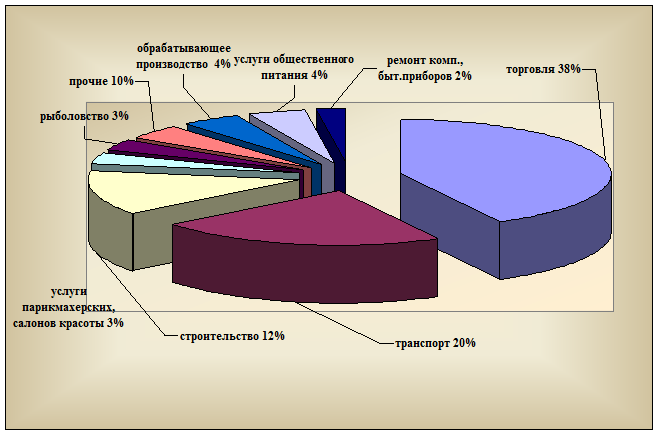 обрабатывающее
производство 4%
услуги общественного
питания 4%
ремонт комп.,
быт.приборов 2%
торговля 38%
прочие 10%
рыболовство 3%
услуги
парикмахерских,
салонов красоты 3%
строительство 12%
транспорт 20%